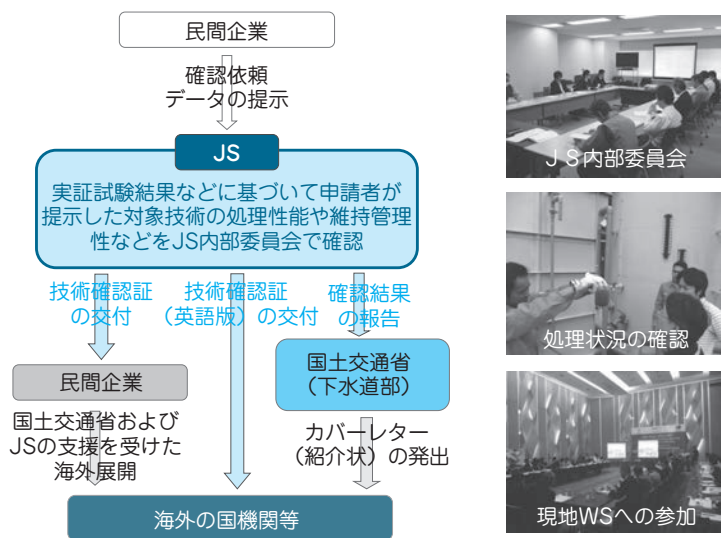 民間企業
確認依頼
データの提示
JS
実証試験結果などに基づいて申請者が
提示した対象技術の処理性能や維持管理
性などをJS内部委員会で確認
技術確認証
の交付
技術確認証
（英語版）の交付
確認結果
の報告
民間企業
国土交通省
（下水道部）
国土交通省および
JSの支援を受けた
海外展開
カバーレター
（紹介状）の発出
海外の国機関等
ＪＳ内部委員会
処理状況の確認
現地WSへの参加